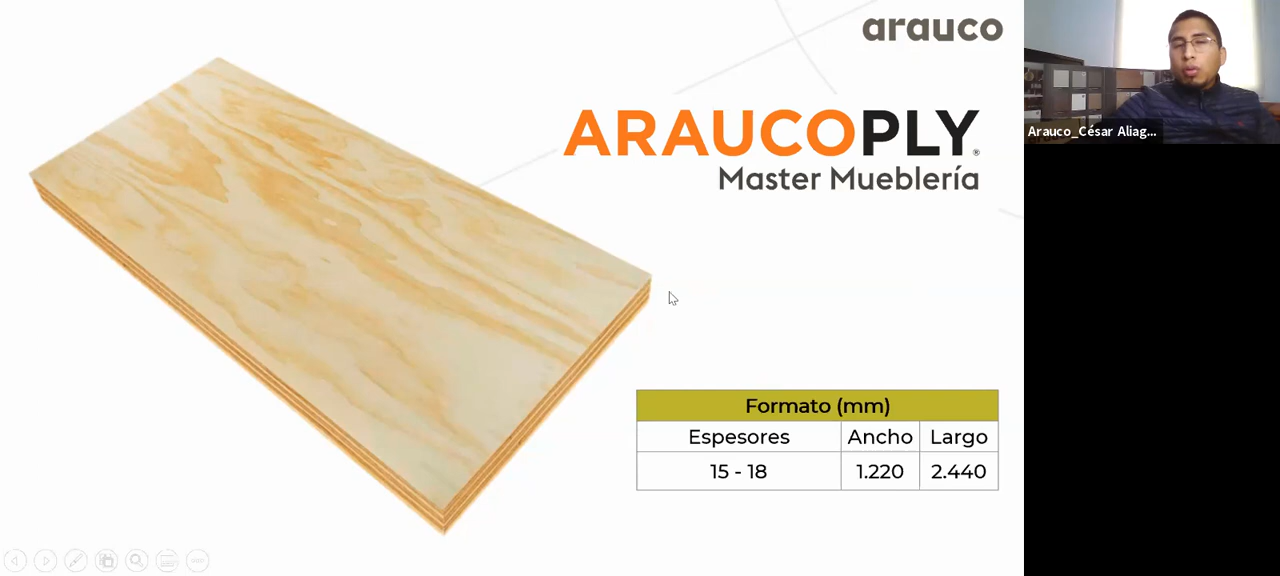 arauco
ARAUCOPLY®
Master Mueblería
Arauco_César Aliag...
Formato (mm)
Espesores Ancho Largo
15 - 18 1.220 2.440